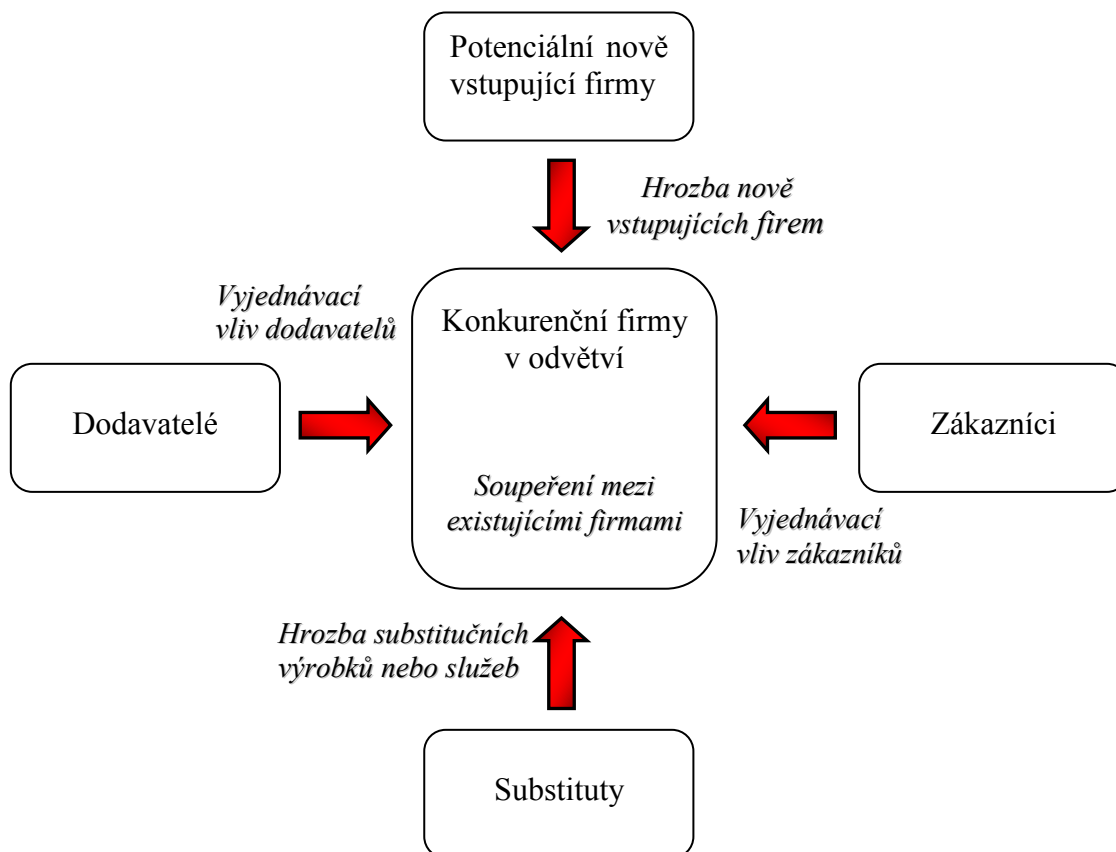 Potenciální nově
vstupující firmy
Hrozba nově
vstupujících firem
Vyjednávací
vliv dodavatelů
Konkurenční firmy
v odvětví
Dodavatelé
Zákazníci
Soupeření mezi
existujícími firmami
Vyjednávací
vliv zákazníků
Hrozba substitučních
výrobků nebo služeb
Substituty